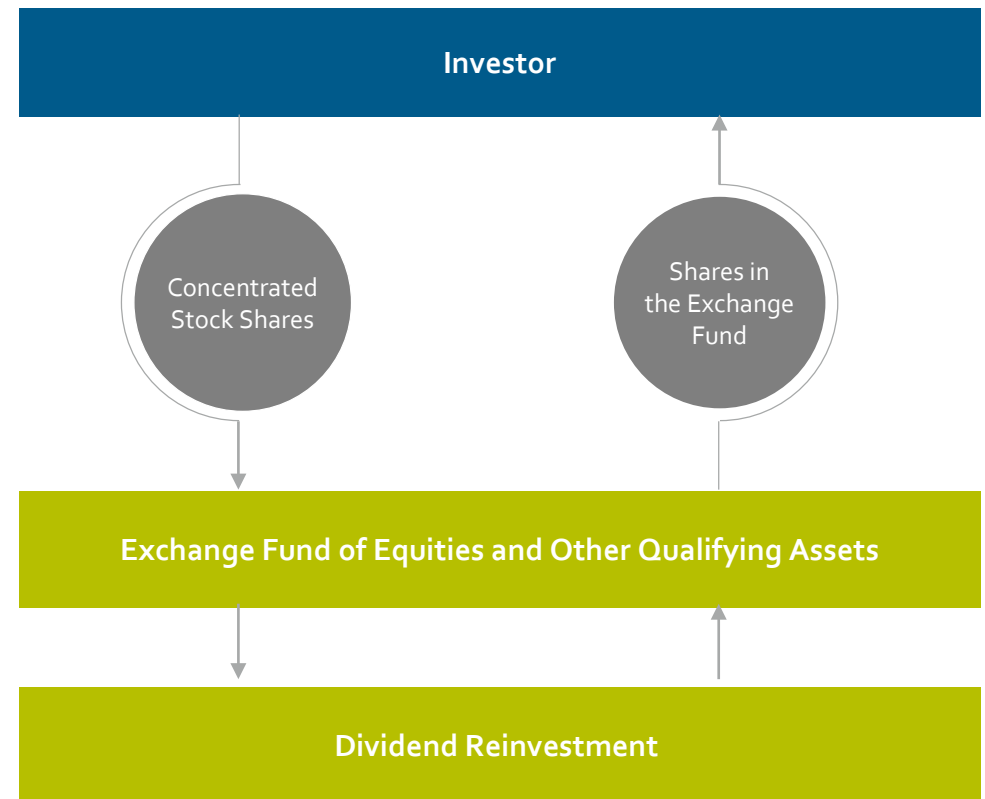 Investor
Concentrated
Stock Shares
Shares in
the Exchange
Fund
Exchange Fund of Equities and Other Qualifying Assets
Dividend Reinvestment